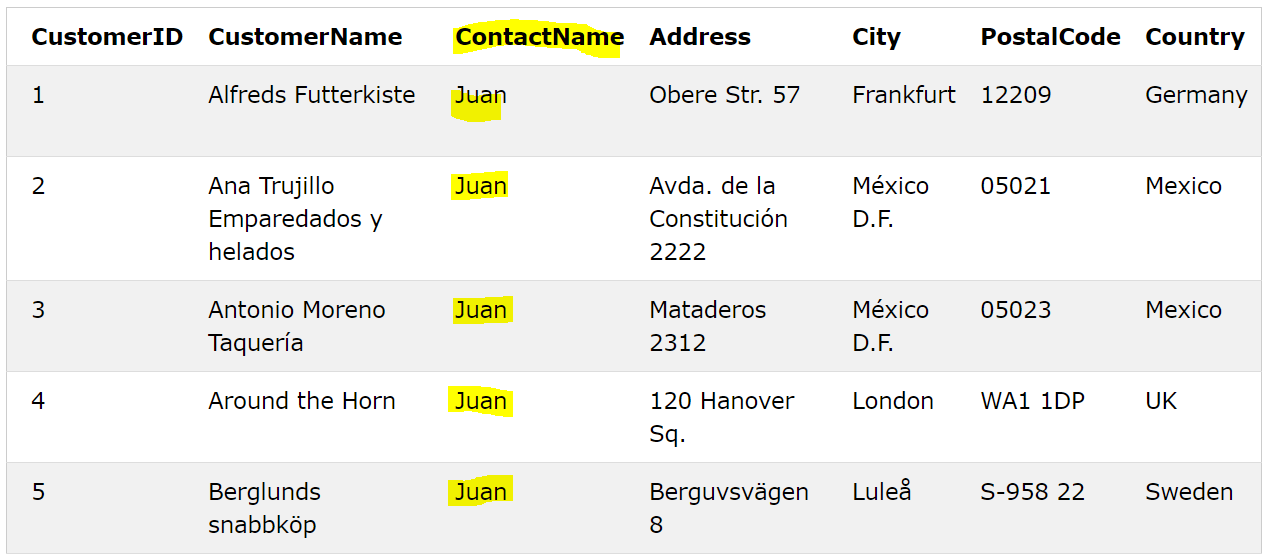 CustomerID CustomerName ContactName Address City PostalCode Country
1 Alfreds Futterkiste Juan Obere Str. 57 Frankfurt 12209 Germany
2 Ana Trujillo Juan Avda. de la México 05021 Mexico
Emparedados y Constitución D.F.
helados 2222
3 Antonio Moreno Juan Mataderos México 05023 Mexico
Taquería 2312 D.F.
4 Around the Horn Juan 120 Hanover London WA1 1DP UK
Sq.
5 Berglunds Juan Berguvsvägen Luleå S-958 22 Sweden
snabbköp 8